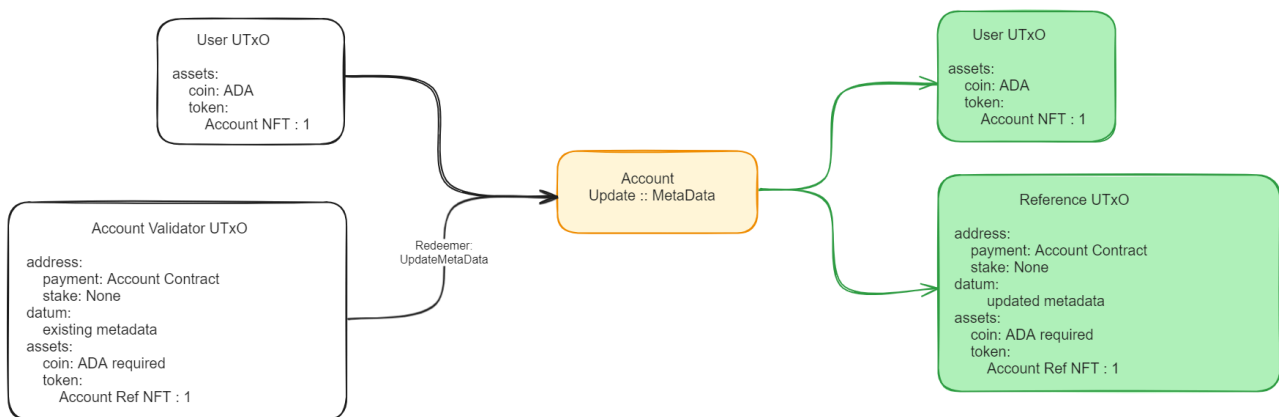 User UTxO
assets:
coin: ADA
token:
Account NFT : 1
Account Validator UTxO
address:
payment: Account Contract
stake: None
datum:
existing metadata
assets:
coin: ADA required
token:
Account Ref NFT : 1
Redeemer:
UpdateMetaData
Account
Update :: MetaData
User UTxO
assets:
coin: ADA
token:
Account NFT : 1
Reference UTxO
address:
payment: Account Contract
stake: None
datum:
updated metadata
assets:
coin: ADA required
token:
Account Ref NFT : 1